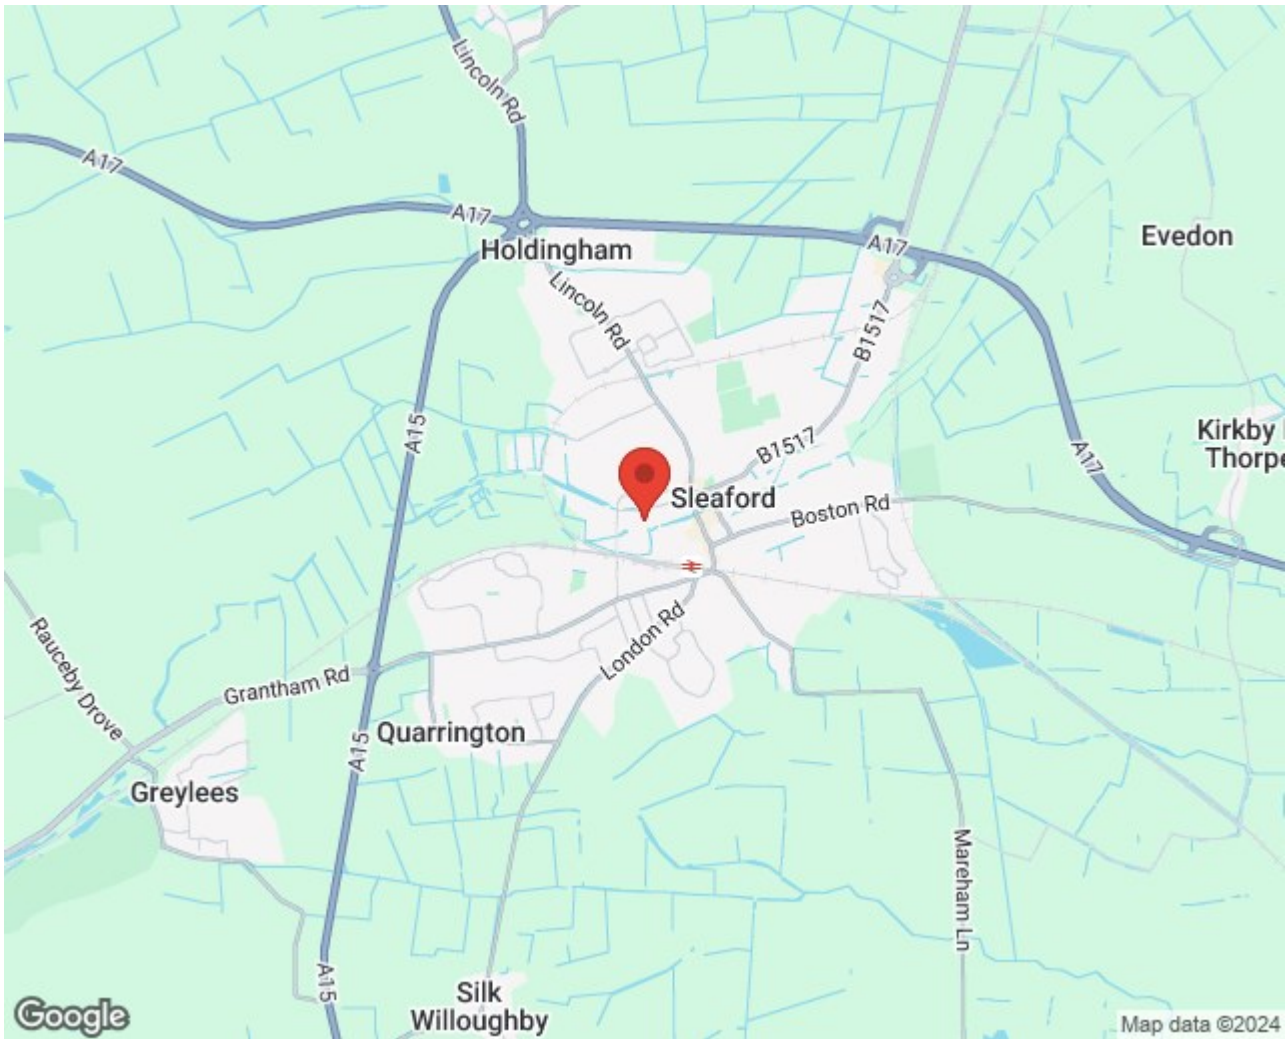 Lincoln Rd
A17
A17
Holdingham
A17
Evedon
Lincoln Rd
B1517
A15
B1517
Kirkby
Thorpe
A17
Sleaford
Boston Rd
London Rd
Rauceby Drove
Grantham Rd
Quarrington
A15
Greylees
Mareham Ln
A15
Silk
Willoughby
Google
Map data ©2024